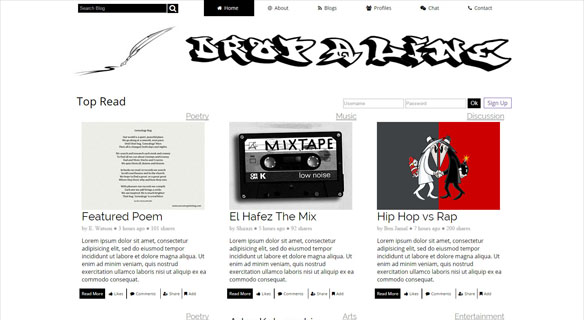 Search Blog
Home
About
Blogs
Profiles
Chat
Contact
DROP A LINE
Top Read
Username
Password
Ok
Sign Up
Poetry
Music
Discussion
MIXTAPE
K
low noise
Featured Poem
El Hafez The Mix
Hip Hop vs Rap
by E. Watson • 3 hours ago • 103 shares
5 hours ago • 92 shares
7 hours ago • 200 shares
Lorem ipsum dolor sit amet, consectetur
adipisicing elit, sed do eiusmod tempor
incididunt ut labore et dolore magna aliqua. Ut
enim ad minim veniam, quis nostrud
exercitation ullamco laboris nisi ut aliquip ex ea
commodo consequat.
Lorem ipsum dolor sit amet, consectetur
adipisicing elit, sed do eiusmod tempor
incididunt ut labore et dolore magna aliqua. Ut
enim ad minim veniam, quis nostrud
exercitation ullamco laboris nisi ut aliquip ex ea
commodo consequat.
Lorem ipsum dolor sit amet, consectetur
adipisicing elit, sed do eiusmod tempor
incididunt ut labore et dolore magna aliqua. Ut
enim ad minim veniam, quis nostrud
exercitation ullamco laboris nisi ut aliquip ex ea
commodo consequat.
Read More Likes Comments Share Add
Read More Likes Comments Share Add
Read More Likes Comments Share Add
Poetry
Arts
Entertainment